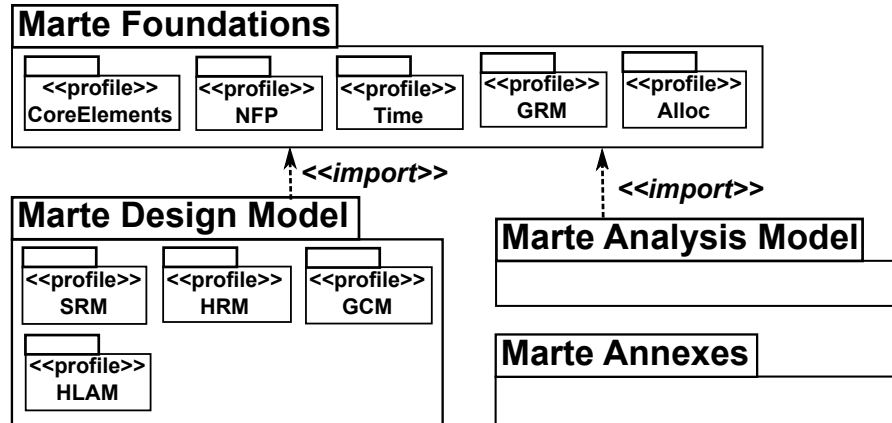 Marte Foundations
<<profile>>
CoreElements
<<profile>>
NFP
<<profile>>
Time
<<profile>>
GRM
<<profile>>
Alloc
<<import>>
<<import>>
Marte Design Model
<<profile>>
SRM
<<profile>>
HRM
<<profile>>
GCM
<<profile>>
HLAM
Marte Analysis Model
Marte Annexes